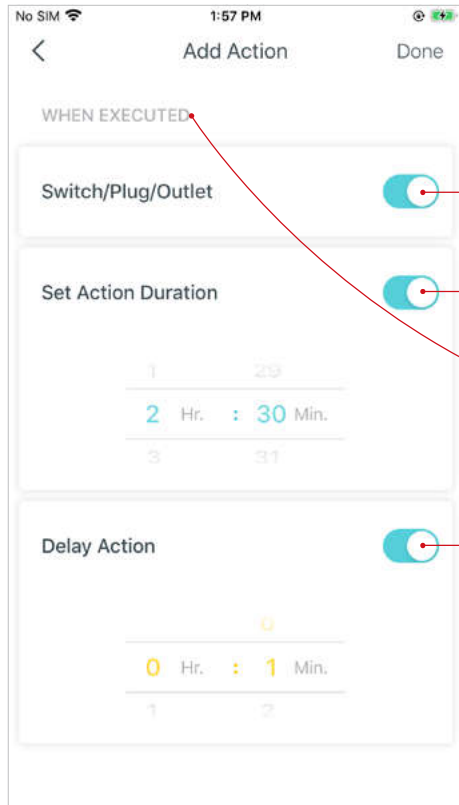 No SIM 1:57 PM
Add Action Done
WHEN EXECUTED
Switch/Plug/Outlet
Set Action Duration
1 29
2 Hr. : 30 Min.
3 31
Delay Action
0
0 Hr. : 1 Min.
1 2